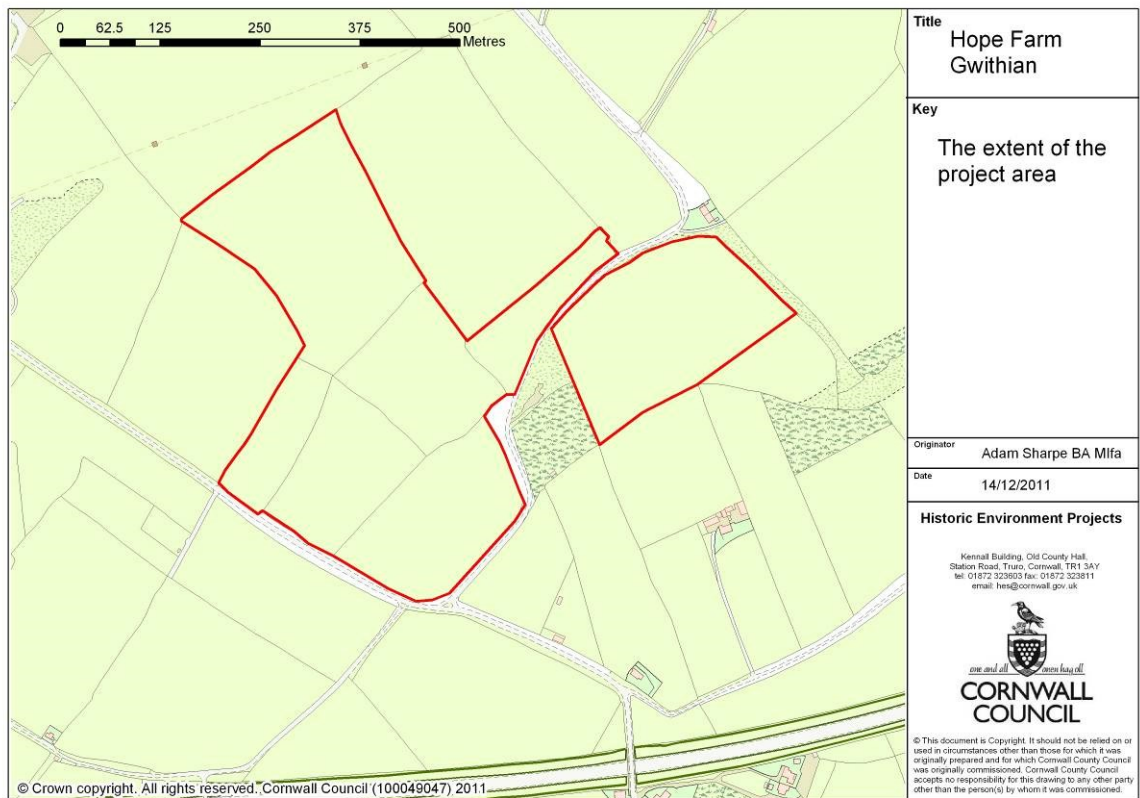 0 62.5 125 250 375 500
Metres
Title
Hope Farm
Gwithian
Key
The extent of the
project area
Originator
Adam Sharpe BA MIfa
Date
14/12/2011
Historic Environment Projects
Kennall Building, Old County Hall,
Station Road, Truro, Cornwall, TR1 3AY
tel: 01872 323603 fax: 01872 323811
email: hes@cornwall.gov.uk
one and all onen hag oll
CORNWALL
COUNCIL
© This document is Copyright. It should not be relied on or
used in circumstances other than those for which it was
originally prepared and for which Cornwall County Council
was originally commissioned. Cornwall County Council
accepts no responsibility for this drawing to any other party
other than the person(s) by whom it was commissioned.
© Crown copyright. All rights reserved. Cornwall Council (100049047) 2011